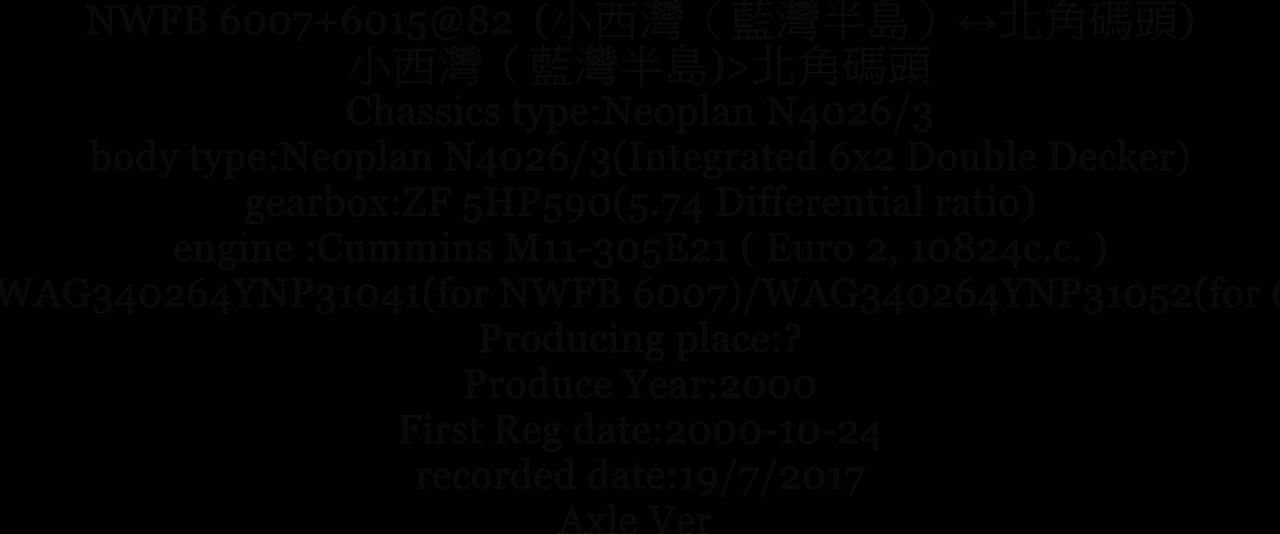 NWFB 6007+6015@82 (小西灣（藍灣半島）↔北角碼頭)
小西灣（藍灣半島)>北角碼頭
Chassics type:Neoplan N4026/3
body type:Neoplan N4026/3(Integrated 6x2 Double Decker)
gearbox:ZF 5HP590(5.74 Differential ratio)
engine :Cummins M11-305E21 ( Euro 2, 10824c.c. )
WAG340264YNP31041(for NWFB 6007)/WAG340264YNP31052(for
Producing place:?
Produce Year:2000
First Reg date:2000-10-24
recorded date:19/7/2017
Axle Ver